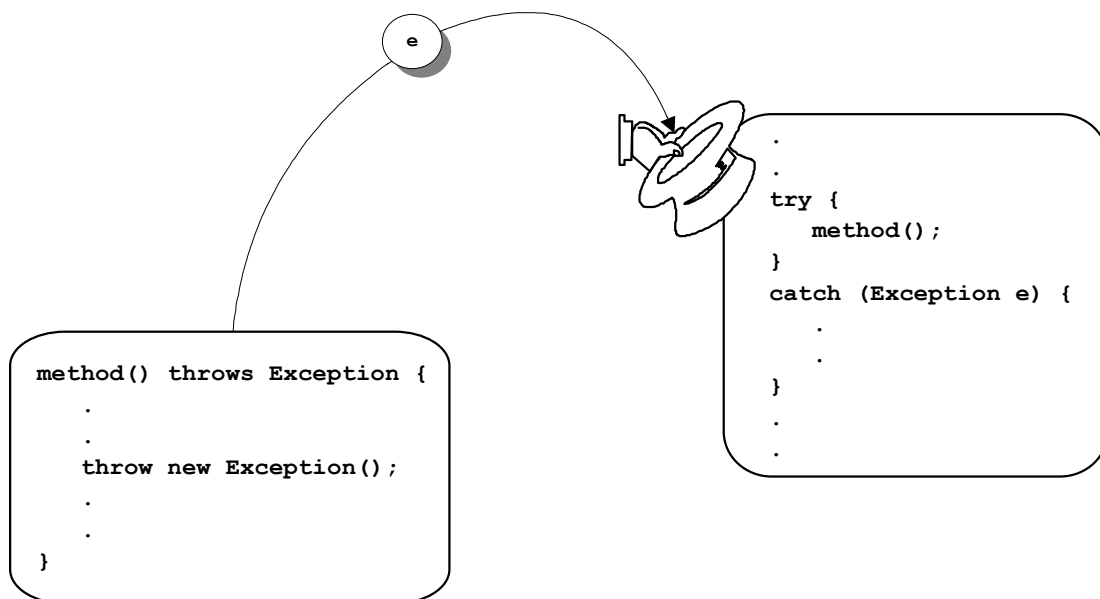 e
.
.
try {
   method();
}
catch (Exception e) {
   .
   .
}
.
.
method() throws Exception {
   .
   .
   throw new Exception();
   .
   .
}